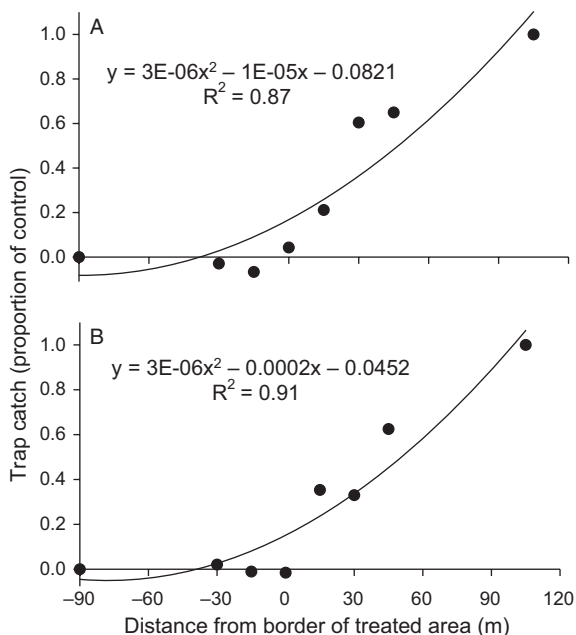 A
y = 3E-06x² – 1E-05x – 0.0821
R² = 0.87
1.0
0.8
0.6
0.4
0.2
0.0
Trap catch (proportion of control)
B
y = 3E-06x² – 0.0002x – 0.0452
R² = 0.91
1.0
0.8
0.6
0.4
0.2
0.0
–90 –60 –30 0 30 60 90 120
Distance from border of treated area (m)